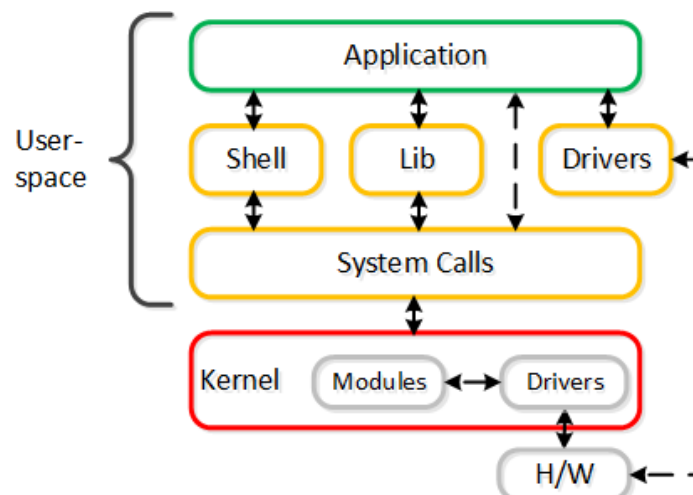 Application
User-
space
Shell
Lib
Drivers
System Calls
Kernel
Modules
Drivers
H/W